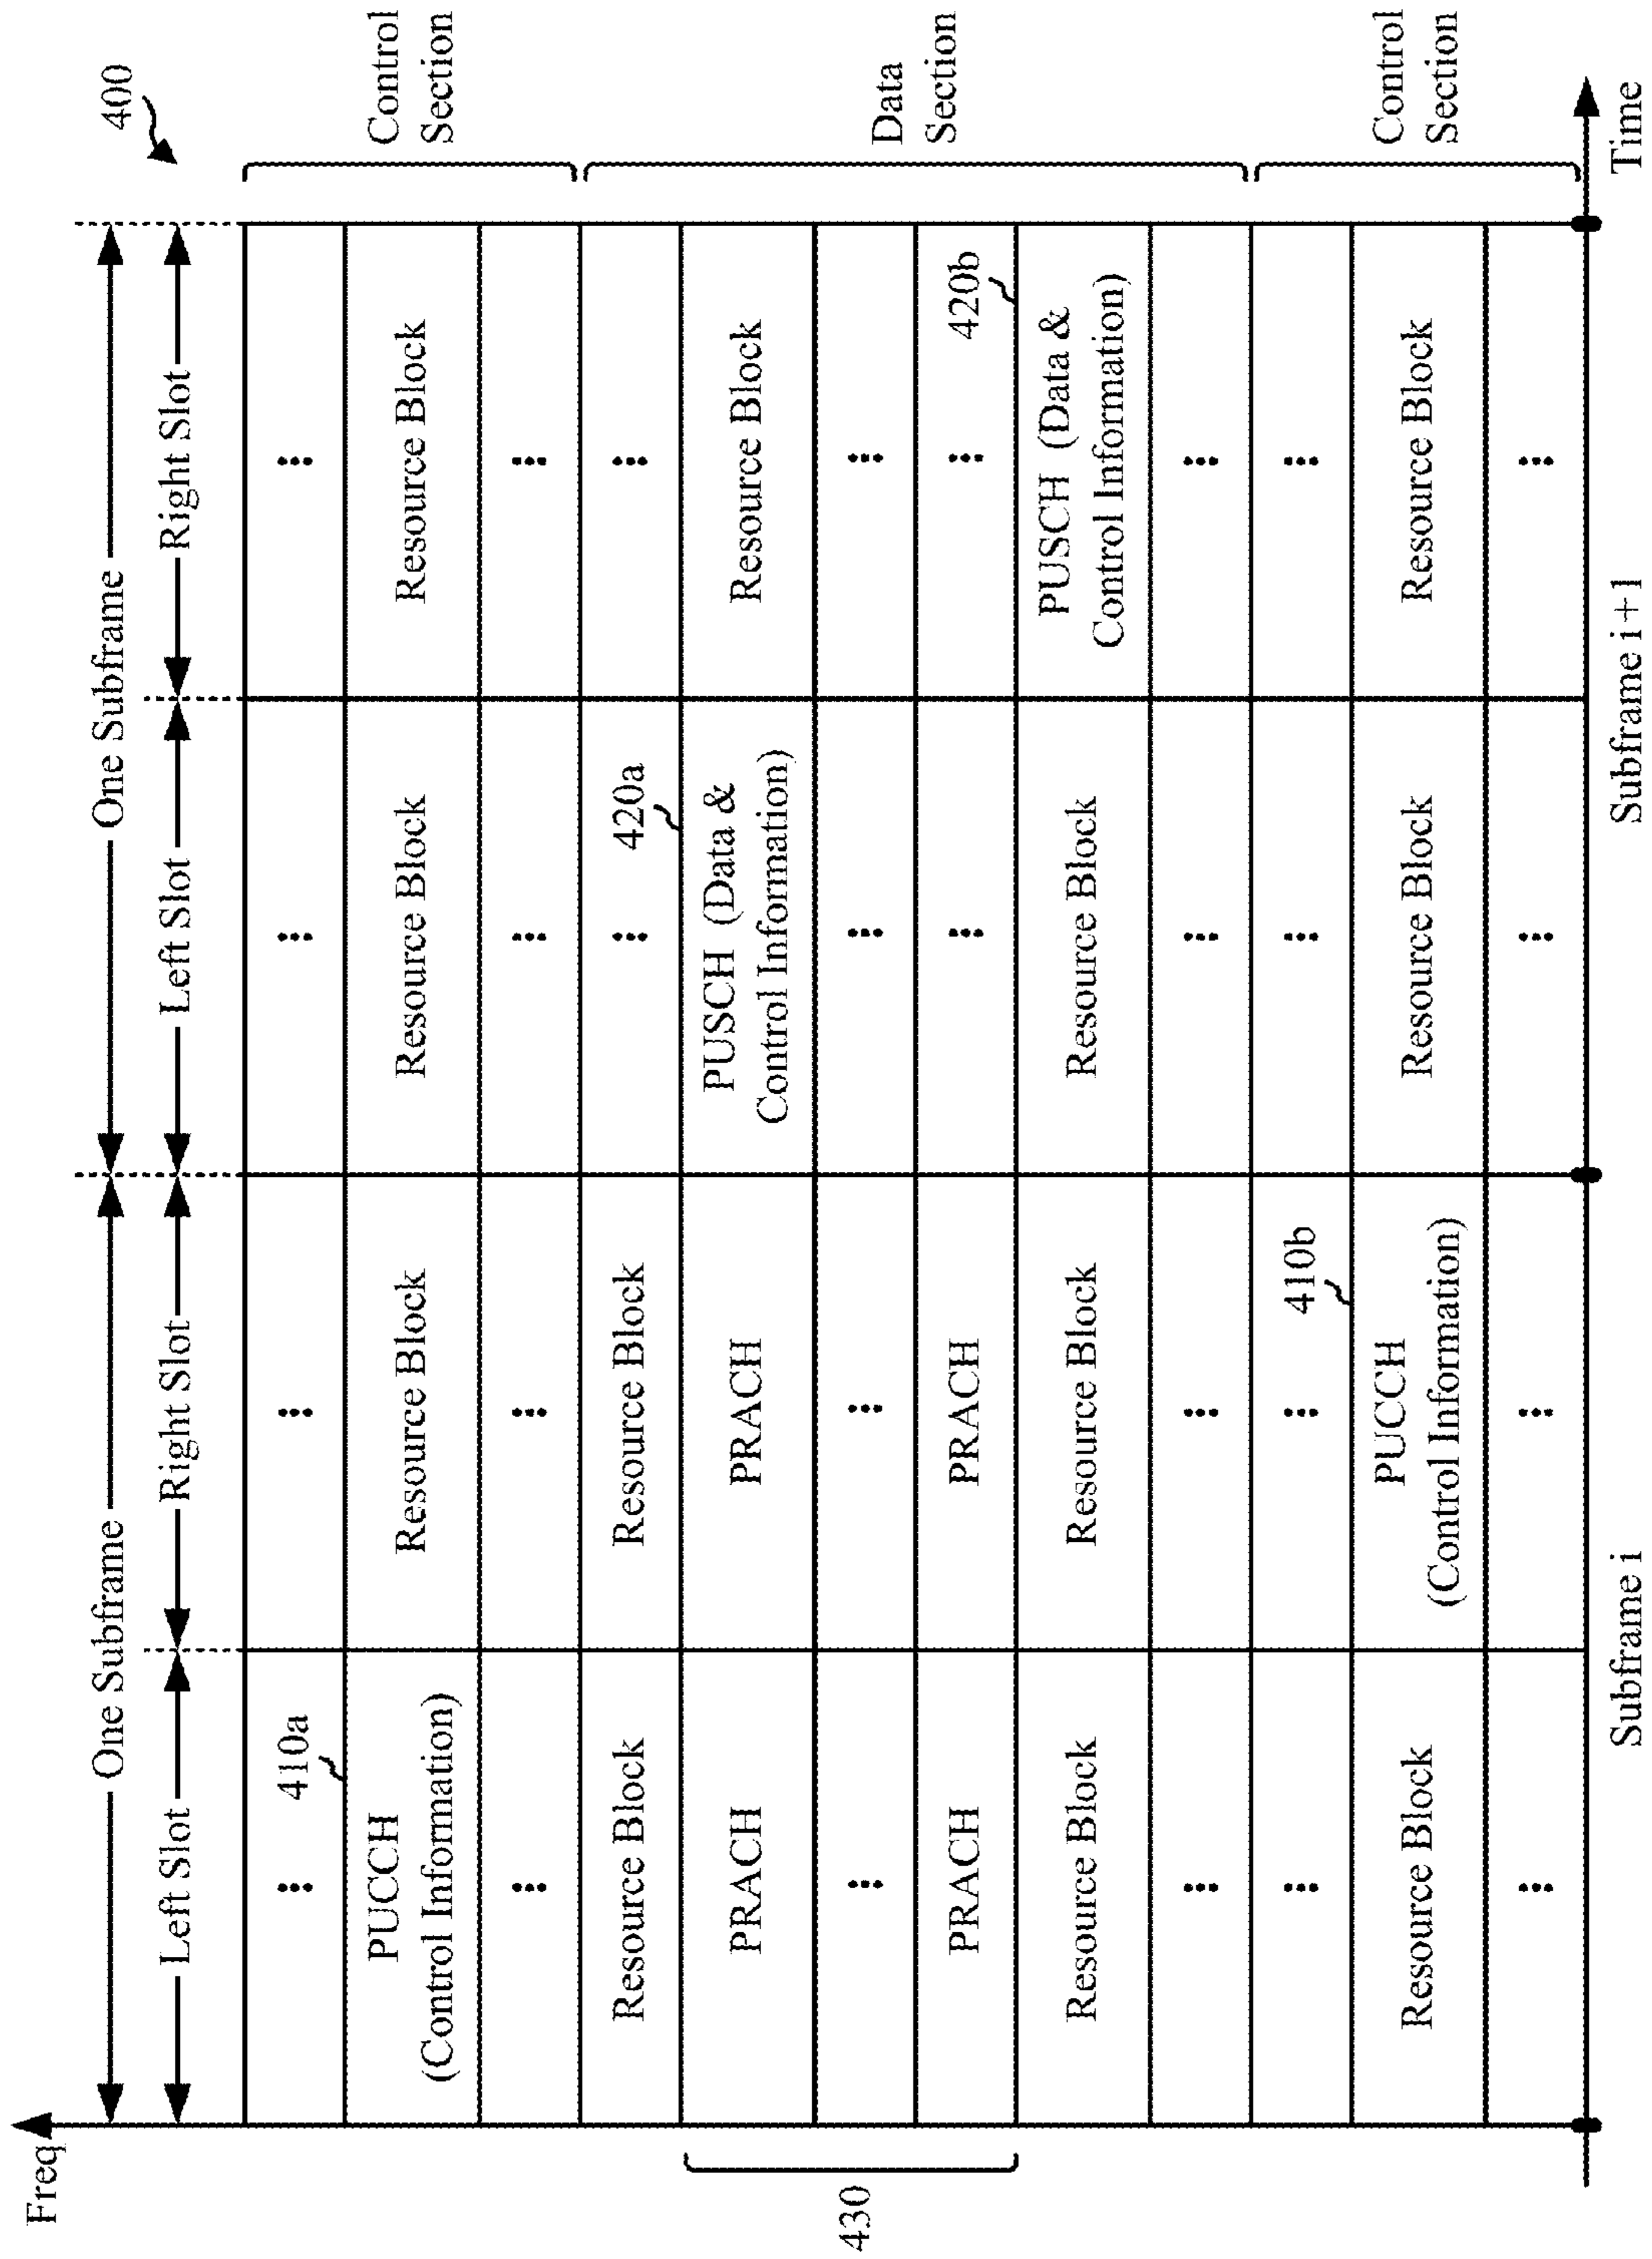 400
Freq
One Subframe
One Subframe
Left Slot
Right Slot
Left Slot
Right Slot
410a
PUCCH
(Control Information)
Resource Block
Resource Block
Resource Block
Control
Section
Resource Block
Resource Block
420a
PRACH
PRACH
PUSCH (Data &
Control Information)
Resource Block
430
Data
Section
PRACH
PRACH
420b
Resource Block
Resource Block
Resource Block
PUSCH (Data &
Control Information)
410b
Resource Block
PUCCH
(Control Information)
Resource Block
Resource Block
Control
Section
Subframe i
Subframe i+1
Time